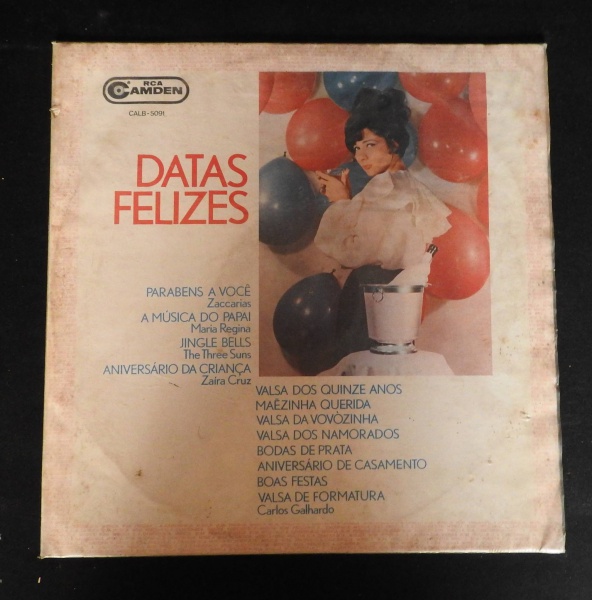 RCA
CAMDEN
CALB-5091
DATAS
FELIZES
PARABENS A VOCÊ
Zaccarias
A MÚSICA DO PAPAI
Maria Regina
JINGLE BELLS
The Three Suns
ANIVERSÁRIO DA CRIANÇA
Zaíra Cruz
VALSA DOS QUINZE ANOS
MAÊZINHA QUERIDA
VALSA DA VOVÓZINHA
VALSA DOS NAMORADOS
BODAS DE PRATA
ANIVERSÁRIO DE CASAMENTO
BOAS FESTAS
VALSA DE FORMATURA
Carlos Galhardo